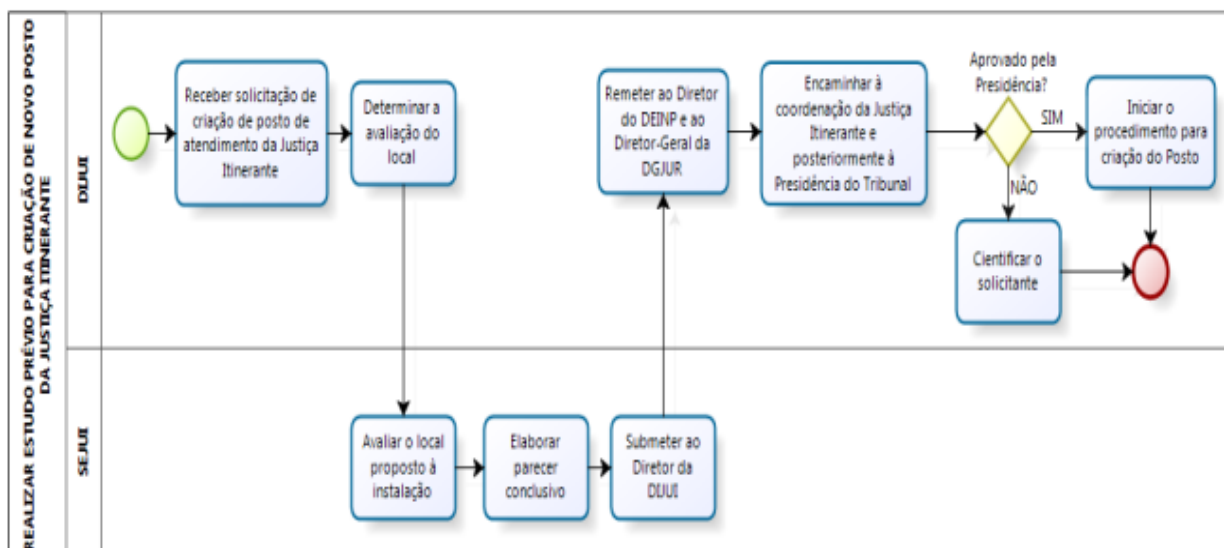 REALIZAR ESTUDO PRÉVIO PARA CRIAÇÃO DE NOVO POSTO
DA JUSTIÇA ITINERANTE
DIJUI
Receber solicitação de
criação de posto de
atendimento da Justiça
Itinerante
Determinar a
avaliação do
local
Remeter ao Diretor
do DEINP e ao
Diretor-Geral da
DGJUR
Encaminhar à
coordenação da Justiça
Itinerante e
posteriormente à
Presidência do Tribunal
Aprovado pela
Presidência?
SIM
NÃO
Iniciar o
procedimento para
criação do Posto
Cientificar o
solicitante
SEJUI
Avaliar o local
proposto à
instalação
Elaborar
parecer
conclusivo
Submeter ao
Diretor da
DIJUI